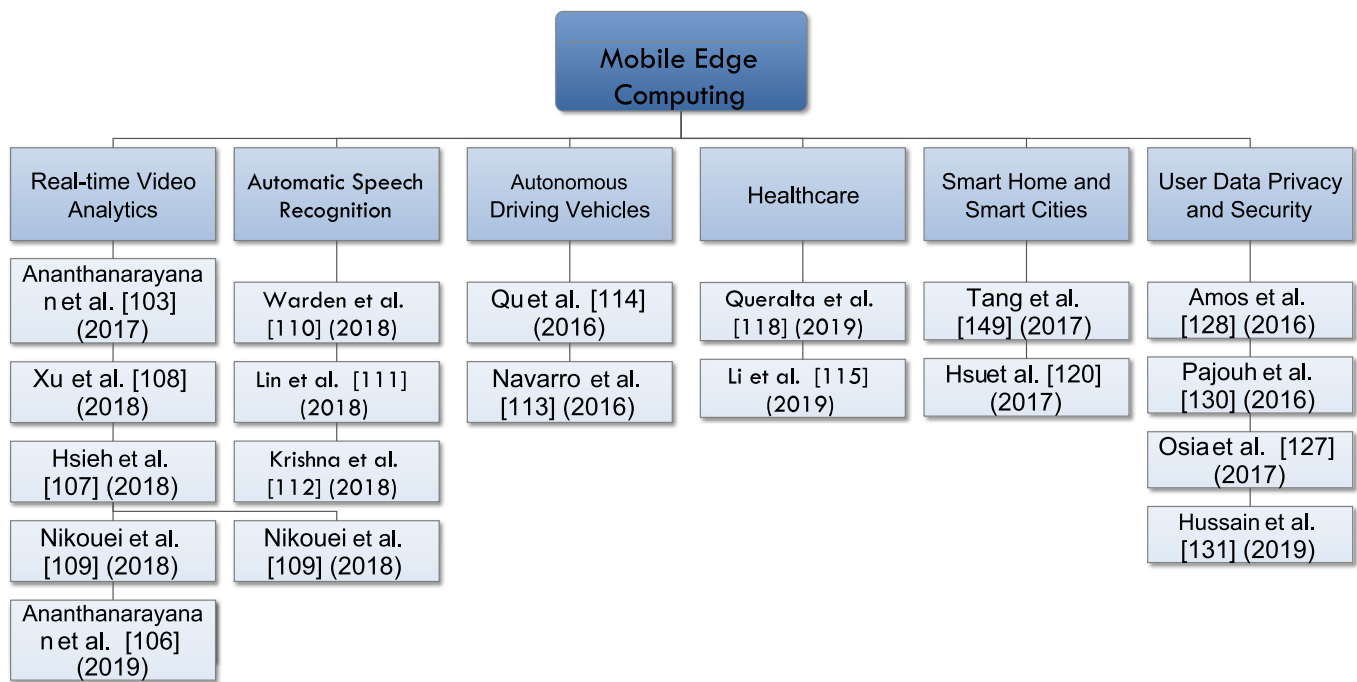 Mobile Edge
Computing
Real-time Video
Analytics
Automatic Speech
Recognition
Autonomous
Driving Vehicles
Healthcare
Smart Home and
Smart Cities
User Data Privacy
and Security
Ananthanarayana
n et al. [103]
(2017)
Xu et al. [108]
(2018)
Hsieh et al.
[107] (2018)
Nikouei et al.
[109] (2018)
Ananthanarayana
n et al. [106]
(2019)
Warden et al.
[110] (2018)
Lin et al. [111]
(2018)
Krishna et al.
[112] (2018)
Nikouei et al.
[109] (2018)
Qu et al. [114]
(2016)
Navarro et al.
[113] (2016)
Queralta et al.
[118] (2019)
Li et al. [115]
(2019)
Tang et al.
[149] (2017)
Hsu et al. [120]
(2017)
Amos et al.
[128] (2016)
Pajouh et al.
[130] (2016)
Osia et al. [127]
(2017)
Hussain et al.
[131] (2019)